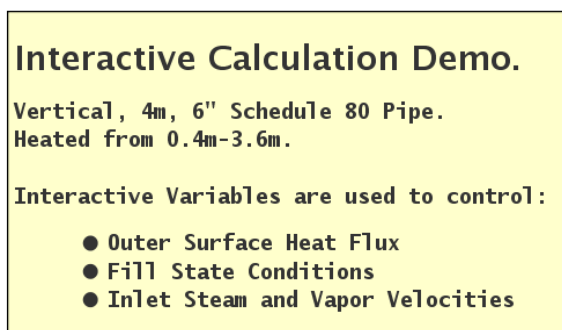 Interactive Calculation Demo.
Vertical, 4m, 6" Schedule 80 Pipe.
Heated from 0.4m-3.6m.
Interactive Variables are used to control:
● Outer Surface Heat Flux
● Fill State Conditions
● Inlet Steam and Vapor Velocities